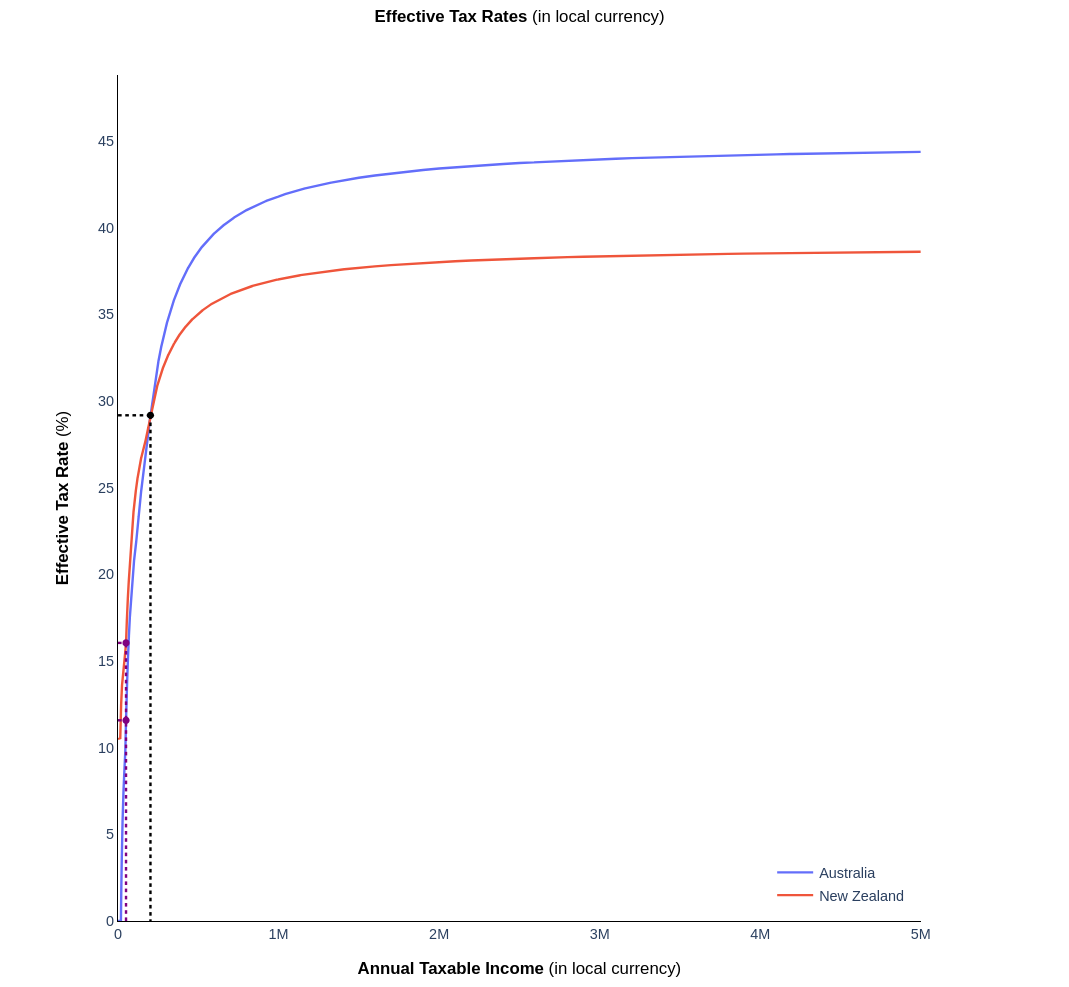 Effective Tax Rates (in local currency)
Effective Tax Rate (%)
45
40
35
30
25
20
15
10
5
0
0 1M 2M 3M 4M 5M
Annual Taxable Income (in local currency)
Australia
New Zealand